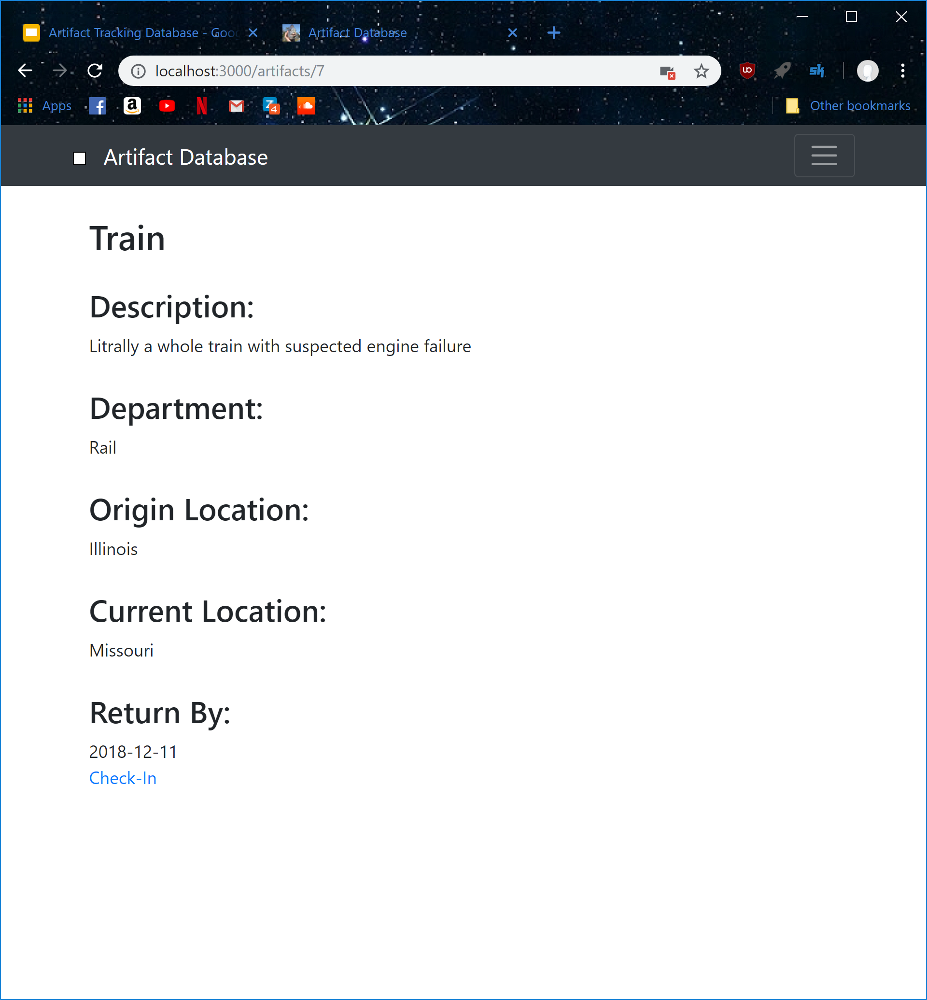 Artifact Tracking Database - Goo
Artifact Database
localhost:3000/artifacts/7
Apps
Other bookmarks
Artifact Database
Train
Description:
Litrally a whole train with suspected engine failure
Department:
Rail
Origin Location:
Illinois
Current Location:
Missouri
Return By:
2018-12-11
Check-In